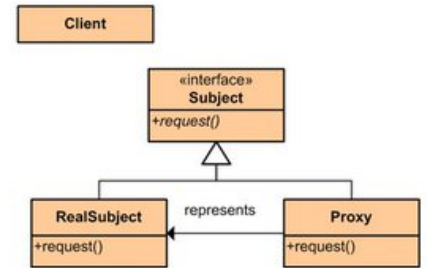 Client
«interface»
Subject
+request()
RealSubject
+request()
represents
Proxy
+request()